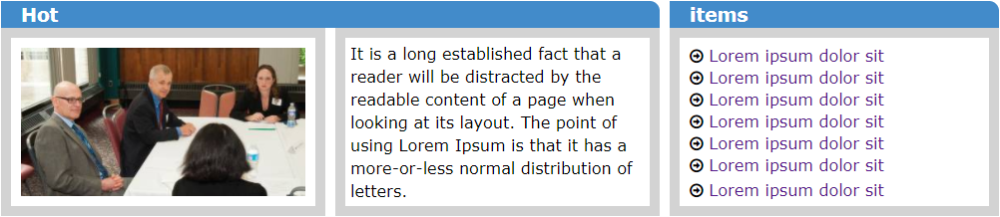 Hot
It is a long established fact that a
reader will be distracted by the
readable content of a page when
looking at its layout. The point of
using Lorem Ipsum is that it has a
more-or-less normal distribution of
letters.
items
Lorem ipsum dolor sit
Lorem ipsum dolor sit
Lorem ipsum dolor sit
Lorem ipsum dolor sit
Lorem ipsum dolor sit
Lorem ipsum dolor sit
Lorem ipsum dolor sit